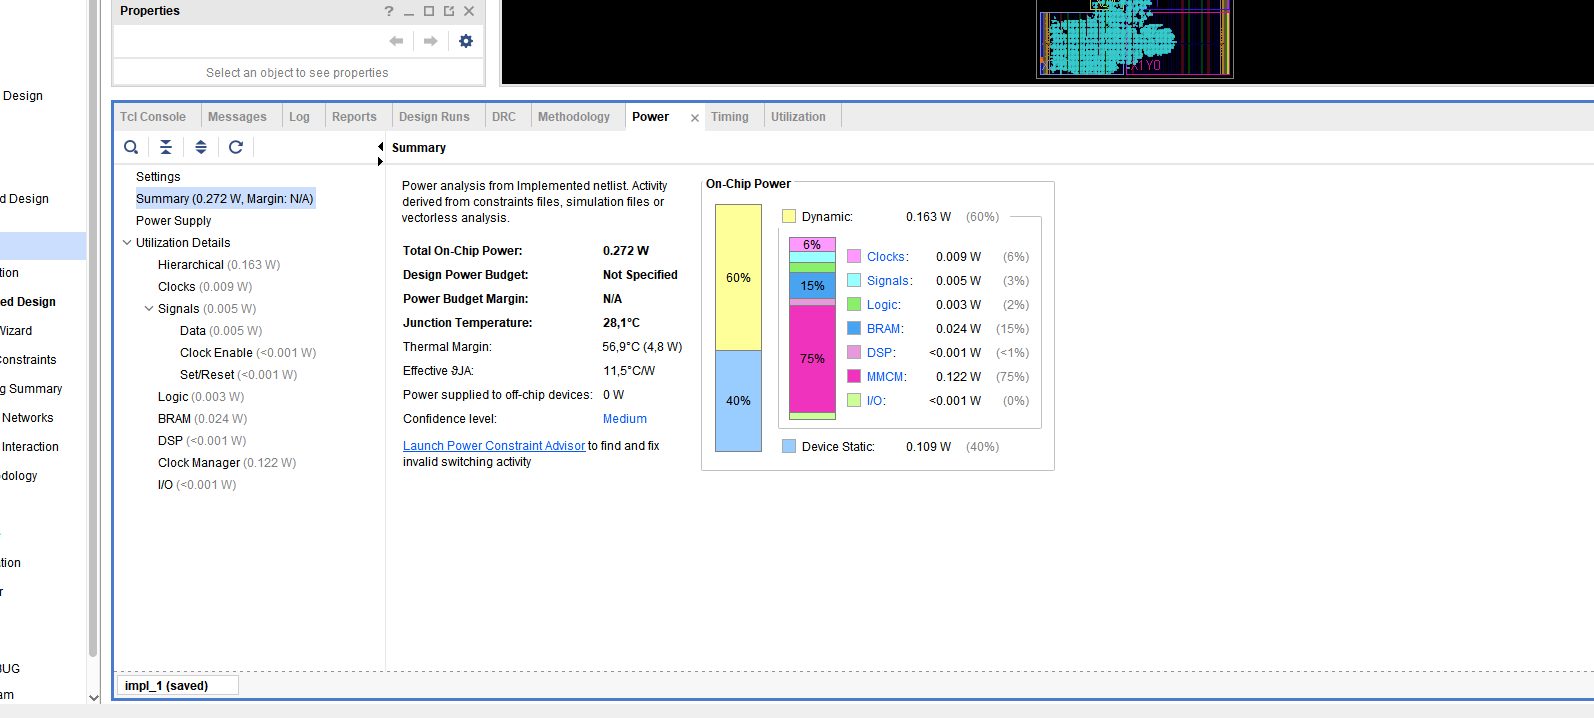 Properties
Select an object to see properties
X1Y0
Design
d Design
tion
ed Design
Wizard
Constraints
g Summary
Networks
Interaction
odology
tion
r
BUG
am
Tcl Console
Messages
Log
Reports
Design Runs
DRC
Methodology
Power
Timing
Utilization
Settings
Summary (0.272 W, Margin: N/A)
Power Supply
Utilization Details
Hierarchical (0.163 W)
Clocks (0.009 W)
Signals (0.005 W)
Data (0.005 W)
Clock Enable (<0.001 W)
Set/Reset (<0.001 W)
Logic (0.003 W)
BRAM (0.024 W)
DSP (<0.001 W)
Clock Manager (0.122 W)
I/O (<0.001 W)
Summary
Power analysis from Implemented netlist. Activity
derived from constraints files, simulation files or
vectorless analysis.
Total On-Chip Power: 0.272 W
Design Power Budget: Not Specified
Power Budget Margin: N/A
Junction Temperature: 28,1°C
Thermal Margin: 56,9°C (4,8 W)
Effective ϑJA: 11,5°C/W
Power supplied to off-chip devices: 0 W
Confidence level: Medium
Launch Power Constraint Advisor to find and fix
invalid switching activity
On-Chip Power
60%
40%
Dynamic: 0.163 W (60%)
6%
15%
75%
Clocks: 0.009 W (6%)
Signals: 0.005 W (3%)
Logic: 0.003 W (2%)
BRAM: 0.024 W (15%)
DSP: <0.001 W (<1%)
MMCM: 0.122 W (75%)
I/O: <0.001 W (0%)
Device Static: 0.109 W (40%)
impl_1 (saved)